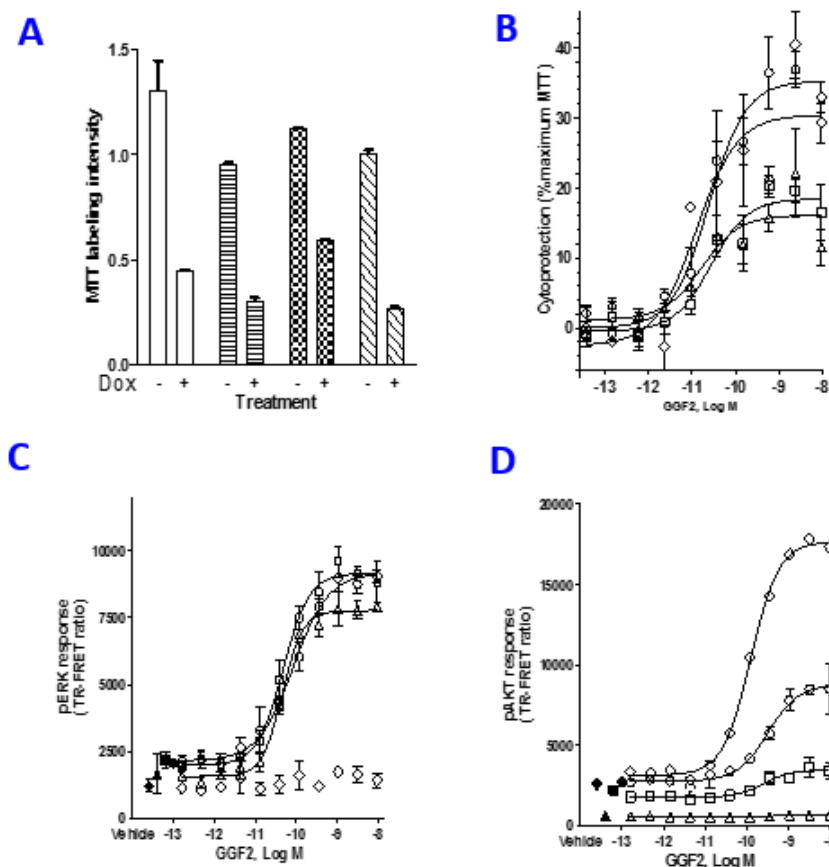 A
MTT labeling intensity
1.5
1.0
0.5
0.0
Dox - + - + - + - +
Treatment
B
Cytoprotection (%maximum MTT)
40
30
20
10
0
-13 -12 -11 -10 -9 -8
GGF2, Log M
C
pERK response
(TR-FRET ratio)
10000
7500
5000
2500
0
Vehicle -13 -12 -11 -10 -9 -8
GGF2, Log M
D
pAKT response
(TR-FRET ratio)
20000
15000
10000
5000
0
Vehicle -13 -12 -11 -10 -9 -8
GGF2, Log M